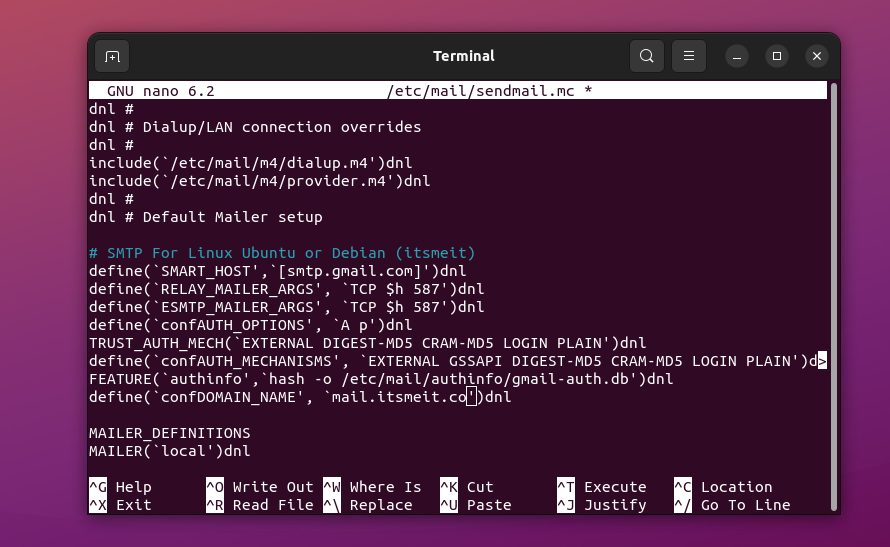 Terminal
GNU nano 6.2 /etc/mail/sendmail.mc *
dnl #
dnl # Dialup/LAN connection overrides
dnl #
include(`/etc/mail/m4/dialup.m4')dnl
include(`/etc/mail/m4/provider.m4')dnl
dnl #
dnl # Default Mailer setup
# SMTP For Linux Ubuntu or Debian (itsmeit)
define(`SMART_HOST',`[smtp.gmail.com]')dnl
define(`RELAY_MAILER_ARGS', `TCP $h 587')dnl
define(`ESMTP_MAILER_ARGS', `TCP $h 587')dnl
define(`confAUTH_OPTIONS', `A p')dnl
TRUST_AUTH_MECH(`EXTERNAL DIGEST-MD5 CRAM-MD5 LOGIN PLAIN')dnl
define(`confAUTH_MECHANISMS', `EXTERNAL GSSAPI DIGEST-MD5 CRAM-MD5 LOGIN PLAIN')d>
FEATURE(`authinfo',`hash -o /etc/mail/authinfo/gmail-auth.db')dnl
define(`confDOMAIN_NAME', `mail.itsmeit.co')dnl
MAILER_DEFINITIONS
MAILER(`local')dnl
^G Help ^O Write Out ^W Where Is ^K Cut ^T Execute ^C Location
^X Exit ^R Read File ^\ Replace ^U Paste ^J Justify ^/ Go To Line